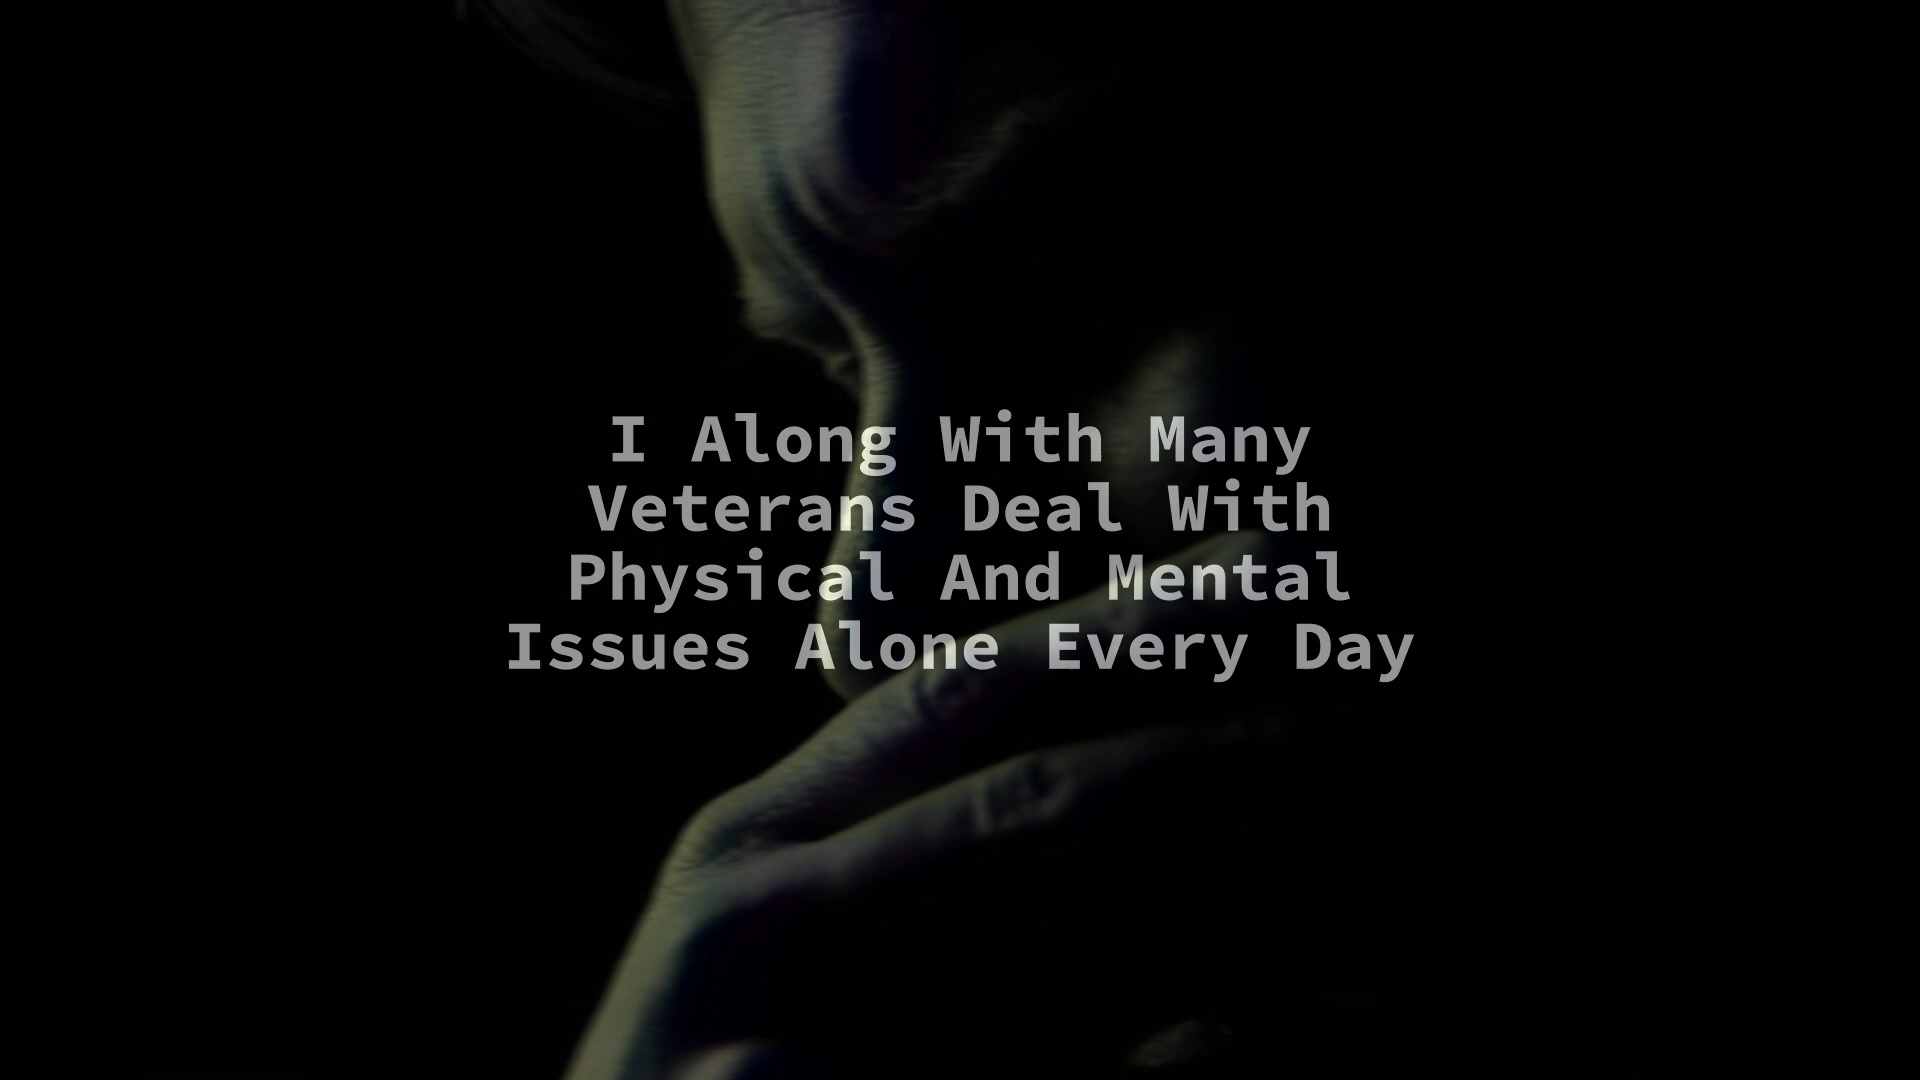 I Along With Many
Veterans Deal With
Physical And Mental
Issues Alone Every Day